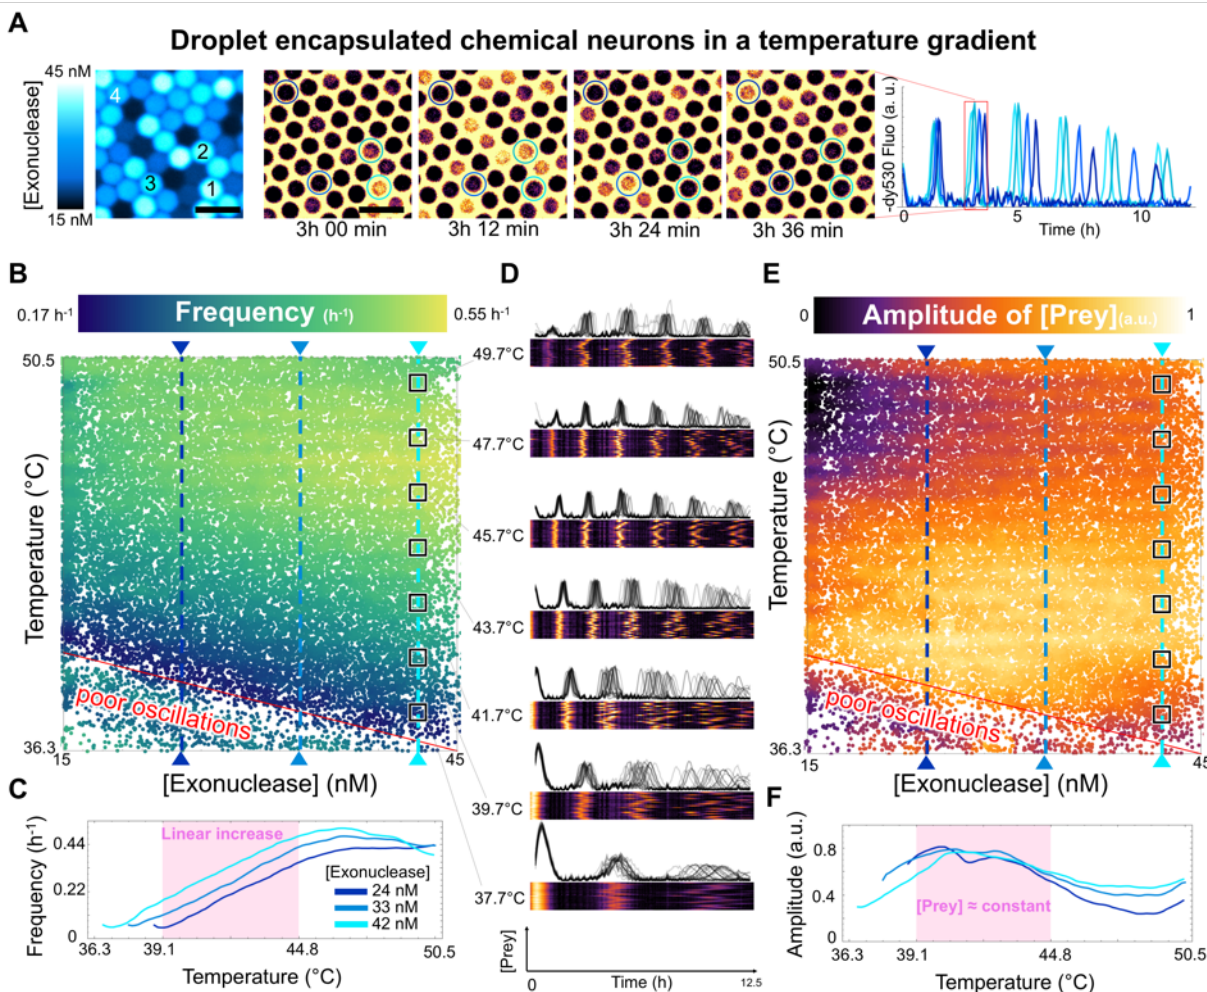 A
Droplet encapsulated chemical neurons in a temperature gradient
45 nM
[Exonuclease]
15 nM
4
2
3
1
3h 00 min
3h 12 min
3h 24 min
3h 36 min
-dy530 Fluo (a. u.)
0
5
10
Time (h)
B
0.17 h⁻¹
Frequency (h⁻¹)
0.55 h⁻¹
50.5
Temperature (°C)
36.3
poor oscillations
15
45
[Exonuclease] (nM)
C
Frequency (h⁻¹)
0.44
0.22
0
Linear increase
[Exonuclease]
24 nM
33 nM
42 nM
36.3
39.1
44.8
50.5
Temperature (°C)
D
49.7°C
47.7°C
45.7°C
43.7°C
41.7°C
39.7°C
37.7°C
[Prey]
0
Time (h)
12.5
E
0
Amplitude of [Prey](a.u.)
1
50.5
Temperature (°C)
36.3
poor oscillations
15
45
[Exonuclease] (nM)
F
Amplitude (a.u.)
0.8
0.4
0
[Prey] ≈ constant
36.3
39.1
44.8
50.5
Temperature (°C)